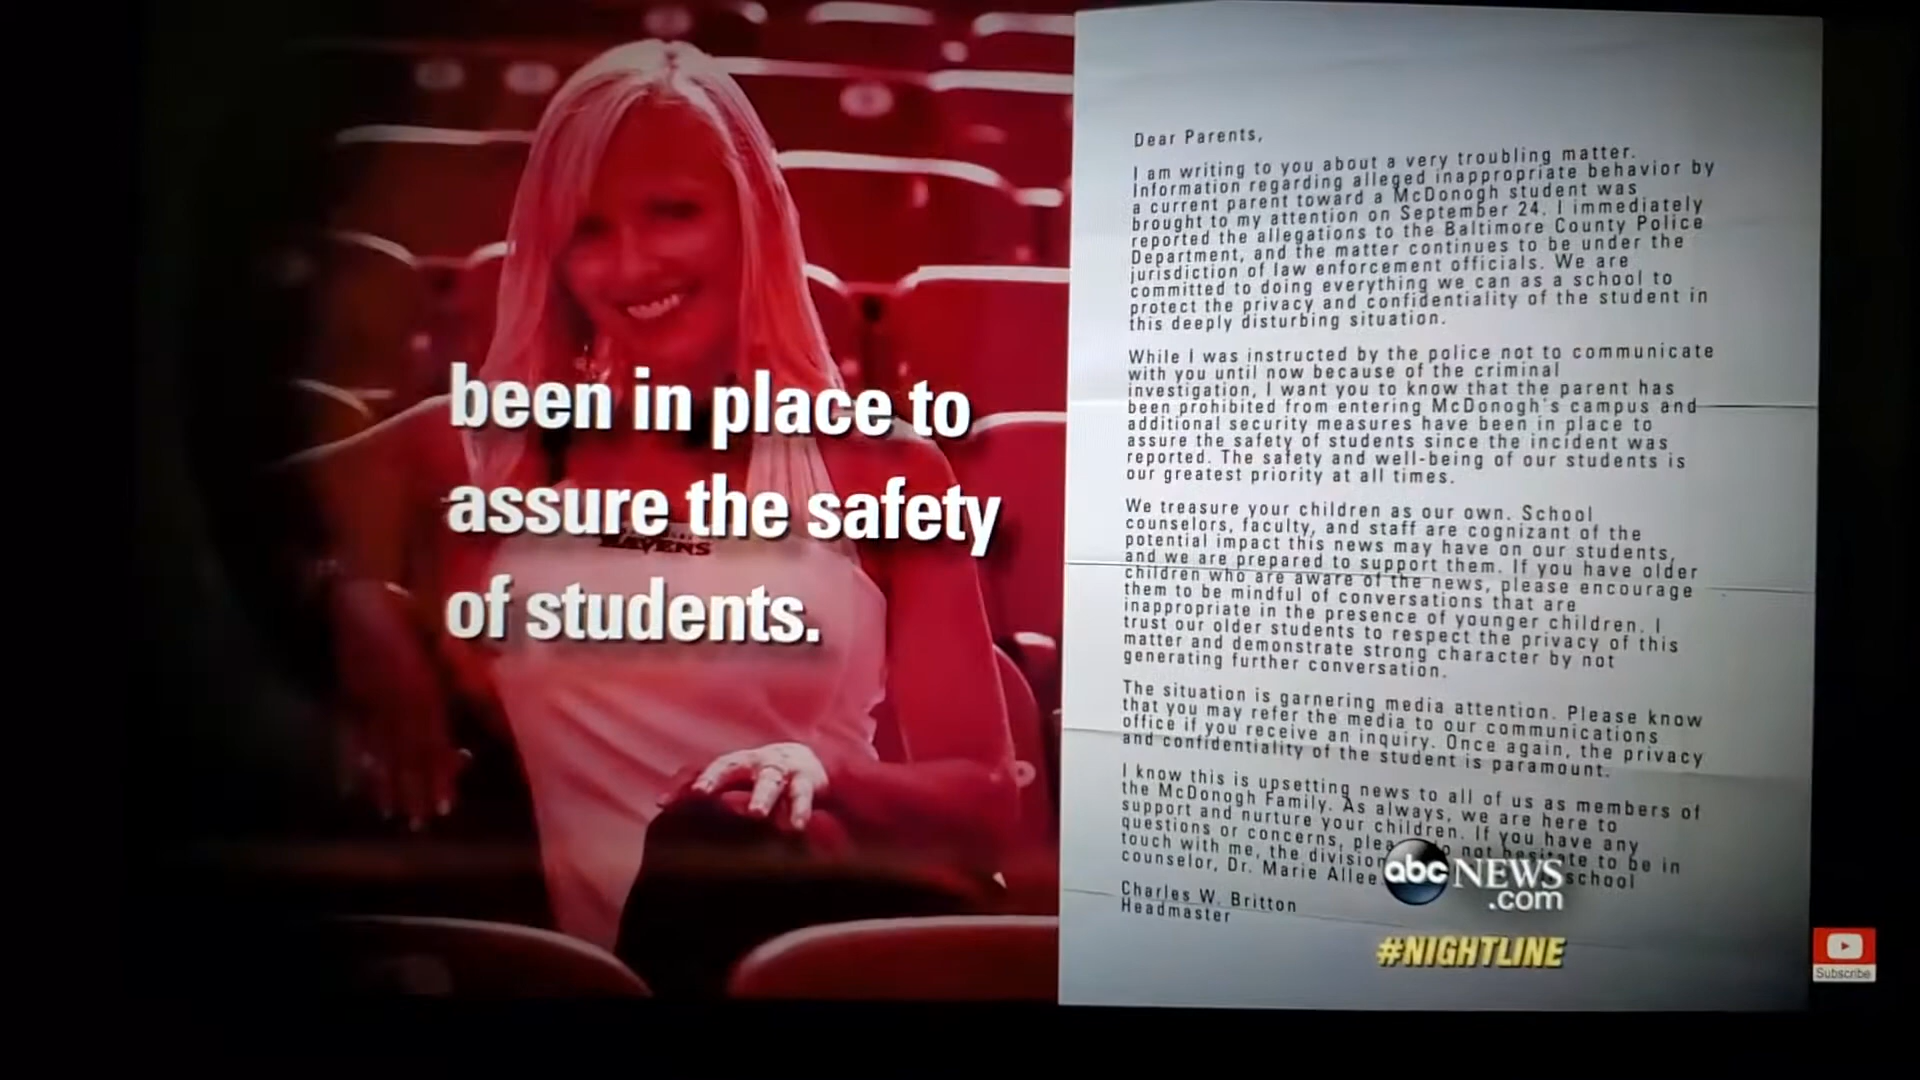 been in place to
assure the safety
of students.
RAVENS
Dear Parents,
I am writing to you about a very troubling matter.
Information regarding alleged inappropriate behavior by
a current parent toward a McDonogh student was
brought to my attention on September 24. I immediately
reported the allegations to the Baltimore County Police
Department, and the matter continues to be under the
jurisdiction of law enforcement officials. We are
committed to doing everything we can as a school to
protect the privacy and confidentiality of the student in
this deeply disturbing situation.
While I was instructed by the police not to communicate
with you until now because of the criminal
investigation, I want you to know that the parent has
been prohibited from entering McDonogh's campus and
additional security measures have been in place to
assure the safety of students since the incident was
reported. The safety and well-being of our students is
our greatest priority at all times.
We treasure your children as our own. School
counselors, faculty, and staff are cognizant of the
potential impact this news may have on our students,
and we are prepared to support them. If you have older
children who are aware of the news, please encourage
them to be mindful of conversations that are
inappropriate in the presence of younger children. I
trust our older students to respect the privacy of this
matter and demonstrate strong character by not
generating further conversation.
The situation is garnering media attention. Please know
that you may refer the media to our communications
office if you receive an inquiry. Once again, the privacy
and confidentiality of the student is paramount.
I know this is upsetting news to all of us as members of
the McDonogh Family. As always, we are here to
support and nurture your children. If you have any
questions or concerns, not hesitate to be in
touch with me, the division school
counselor, Dr. Marie Allee
Charles W. Britton
Headmaster
abc NEWS
.com
#NIGHTLINE
Subscribe